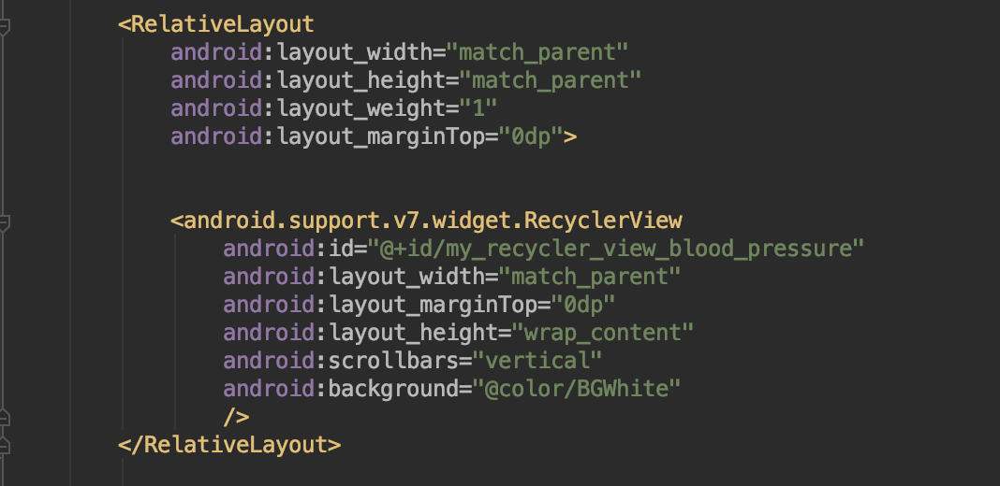 <RelativeLayout
android:layout_width="match_parent"
android:layout_height="match_parent"
android:layout_weight="1"
android:layout_marginTop="0dp">
<android.support.v7.widget.RecyclerView
android:id="@+id/my_recycler_view_blood_pressure"
android:layout_width="match_parent"
android:layout_marginTop="0dp"
android:layout_height="wrap_content"
android:scrollbars="vertical"
android:background="@color/BGWhite"
/>
</RelativeLayout>